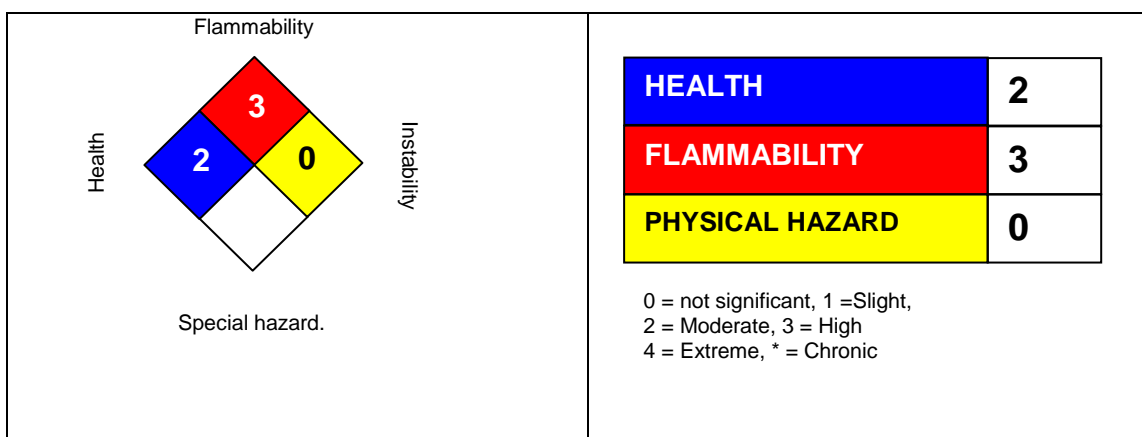 Flammability
3
Health
2
0
Instability
Special hazard.
HEALTH 2
FLAMMABILITY 3
PHYSICAL HAZARD 0
0 = not significant, 1 =Slight,
2 = Moderate, 3 = High
4 = Extreme, * = Chronic